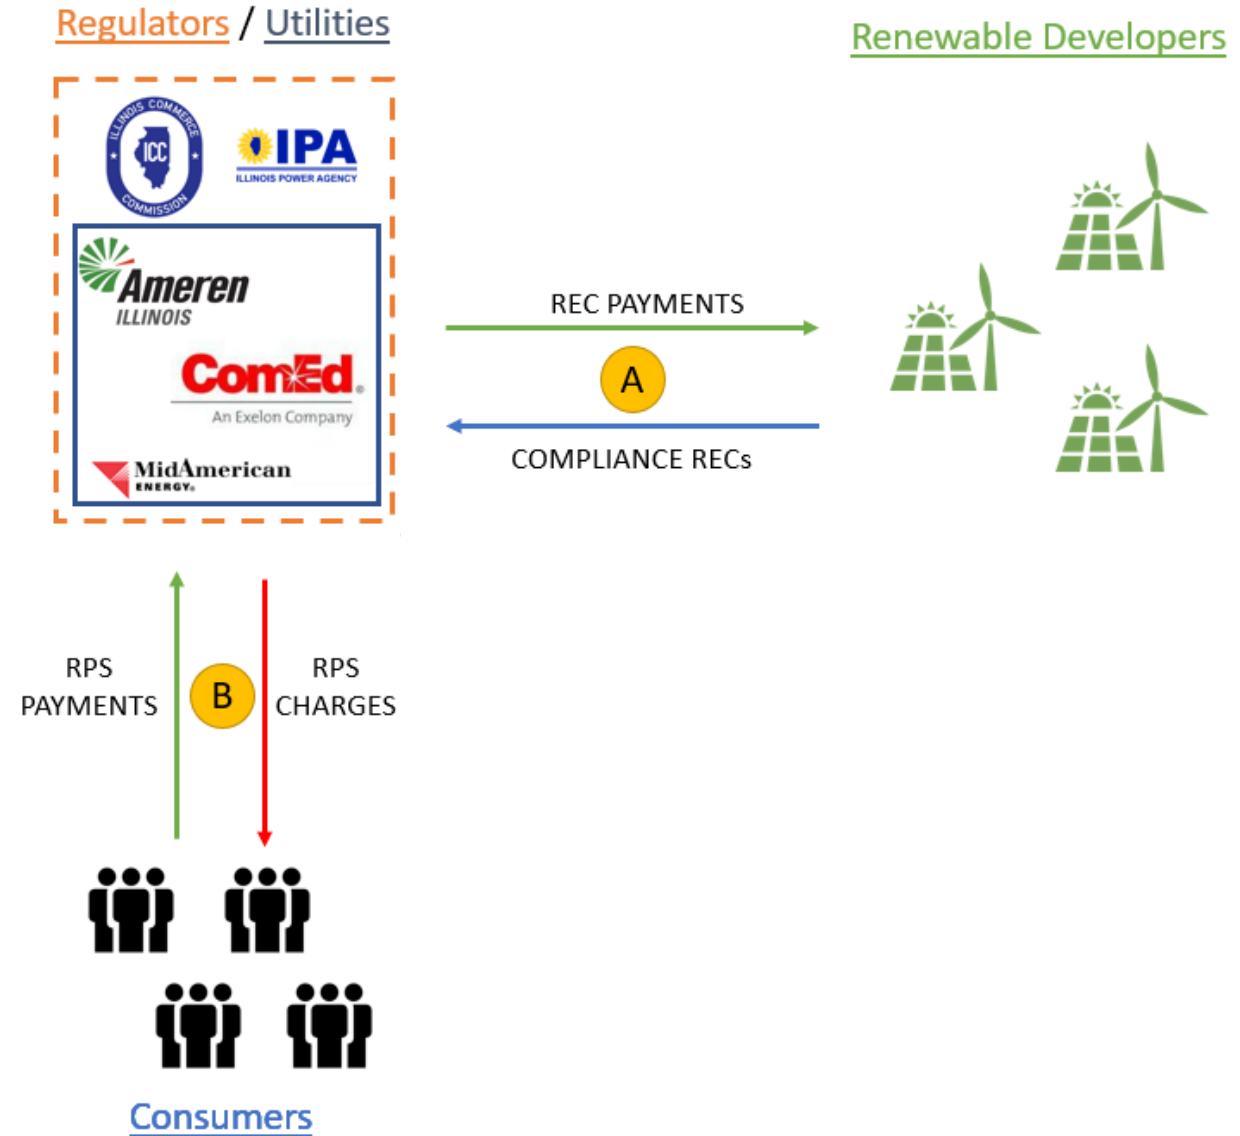 Regulators / Utilities
Renewable Developers
ILLINOIS COMMERCE COMMISSION
ICC
IPA
ILLINOIS POWER AGENCY
Ameren
ILLINOIS
ComEd®
An Exelon Company
MidAmerican
ENERGY®
REC PAYMENTS
A
COMPLIANCE RECs
RPS
PAYMENTS
B
RPS
CHARGES
Consumers